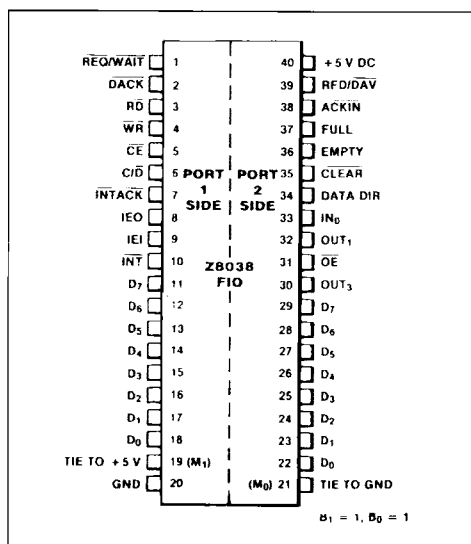 REQ/WAIT 1 40 +5 V DC
DACK 2 39 RFD/DAV
RD 3 38 ACKIN
WR 4 37 FULL
CE 5 36 EMPTY
C/D 6 35 CLEAR
PORT PORT
1 2
SIDE SIDE
INTACK 7 34 DATA DIR
IEO 8 33 IN0
IEI 9 32 OUT1
INT 10 31 OE
Z8038
FIO
D7 11 30 OUT3
D6 12 29 D7
D5 13 28 D6
D4 14 27 D5
D3 15 26 D4
D2 16 25 D3
D1 17 24 D2
D0 18 23 D1
TIE TO +5 V 19 (M1) 22 D0
GND 20 (M0) 21 TIE TO GND
B1 = 1, B0 = 1